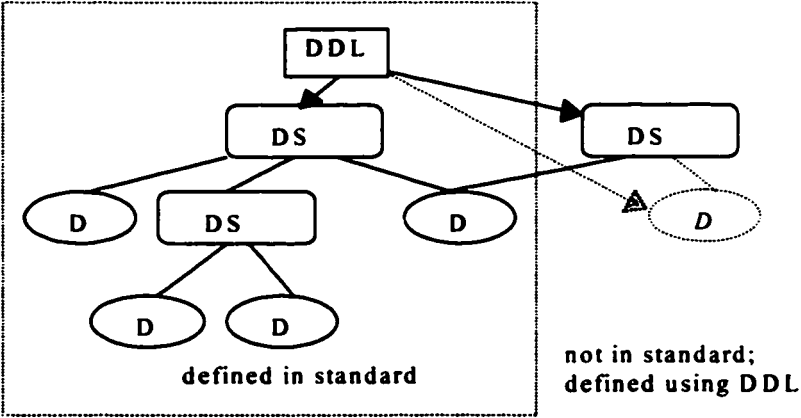 DDL
DS
DS
D
DS
D
D
D
D
defined in standard
not in standard;
defined using DDL